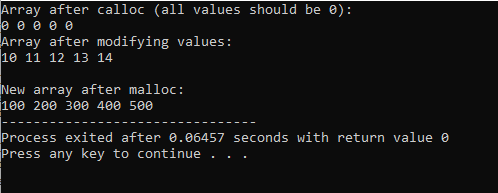 Array after calloc (all values should be 0):
0 0 0 0 0
Array after modifying values:
10 11 12 13 14
New array after malloc:
100 200 300 400 500
--------------------------------
Process exited after 0.06457 seconds with return value 0
Press any key to continue . . .